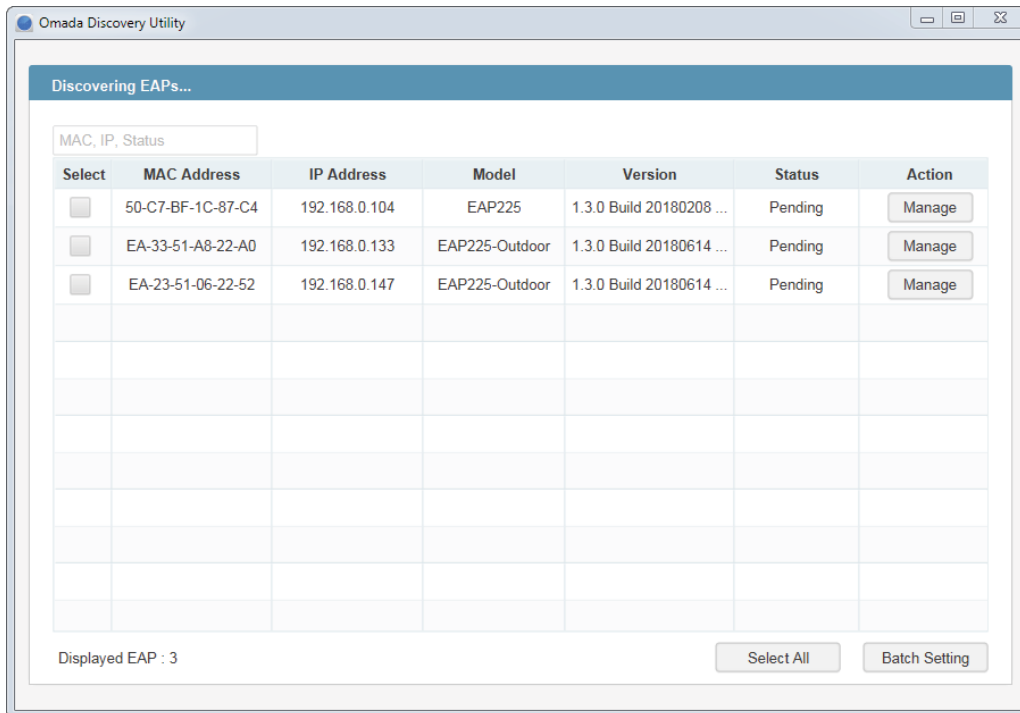 Omada Discovery Utility
Discovering EAPs...
MAC, IP, Status
Select MAC Address IP Address Model Version Status Action
50-C7-BF-1C-87-C4 192.168.0.104 EAP225 1.3.0 Build 20180208 ... Pending Manage
EA-33-51-A8-22-A0 192.168.0.133 EAP225-Outdoor 1.3.0 Build 20180614 ... Pending Manage
EA-23-51-06-22-52 192.168.0.147 EAP225-Outdoor 1.3.0 Build 20180614 ... Pending Manage
Displayed EAP : 3 Select All Batch Setting